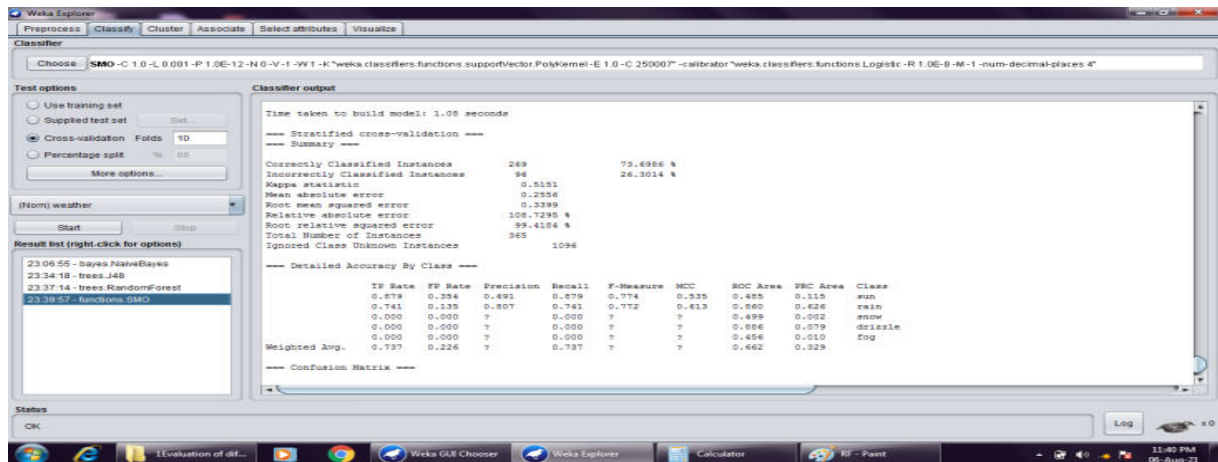 Weka Explorer
Preprocess Classify Cluster Associate Select attributes Visualize
Classifier
Choose SMO -C 1.0 -L 0.001 -P 1.0E-12 -N 0 -V -1 -W 1 -K "weka.classifiers.functions.supportVector.PolyKernel -E 1.0 -C 250007" -calibrator "weka.classifiers.functions.Logistic -R 1.0E-8 -M -1 -num-decimal-places 4"
Test options
Use training set
Supplied test set Set...
Cross-validation Folds 10
Percentage split % 66
More options...
(Nom) weather
Start Stop
Result list (right-click for options)
23:06:55 - bayes.NaiveBayes
23:34:18 - trees.J48
23:37:14 - trees.RandomForest
23:39:57 - functions.SMO
Classifier output
Time taken to build model: 1.08 seconds
=== Stratified cross-validation ===
=== Summary ===
Correctly Classified Instances 269 73.6986 %
Incorrectly Classified Instances 96 26.3014 %
Kappa statistic 0.5151
Mean absolute error 0.2556
Root mean squared error 0.3399
Relative absolute error 108.7295 %
Root relative squared error 99.4184 %
Total Number of Instances 365
Ignored Class Unknown Instances 1096
=== Detailed Accuracy By Class ===
TP Rate FP Rate Precision Recall F-Measure MCC ROC Area PRC Area Class
0.879 0.354 0.691 0.879 0.774 0.535 0.485 0.115 sun
0.741 0.135 0.807 0.741 0.772 0.613 0.860 0.626 rain
0.000 0.000 ? 0.000 ? ? 0.499 0.002 snow
0.000 0.000 ? 0.000 ? ? 0.886 0.079 drizzle
0.000 0.000 ? 0.000 ? ? 0.456 0.010 fog
Weighted Avg. 0.737 0.226 ? 0.737 ? ? 0.662 0.329
=== Confusion Matrix ===
Status
OK
Log x 0
1Evaluation of dif... Weka GUI Chooser Weka Explorer Calculator RF - Paint 11:40 PM
06-Aug-21